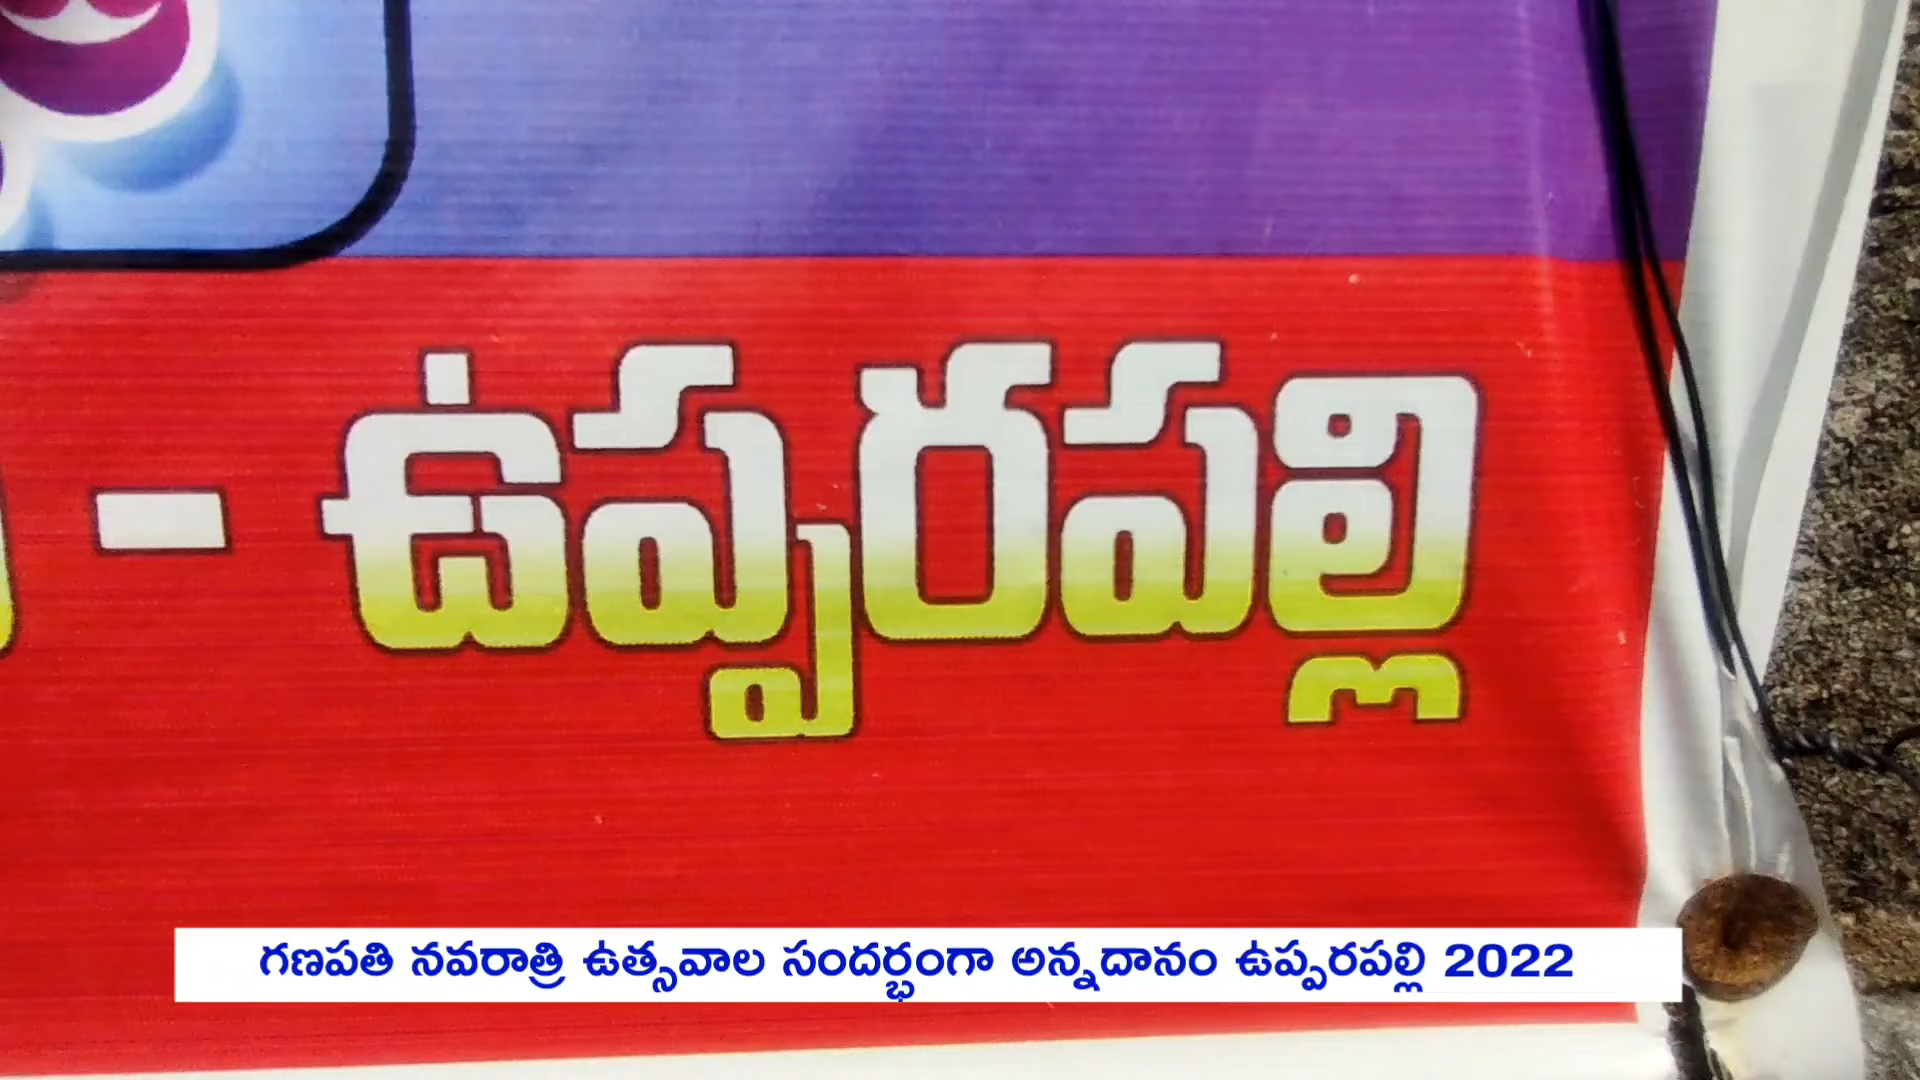 - ఉప్పరపల్లి
గణపతి నవరాత్రి ఉత్సవాల సందర్భంగా అన్నదానం ఉప్పరపల్లి 2022